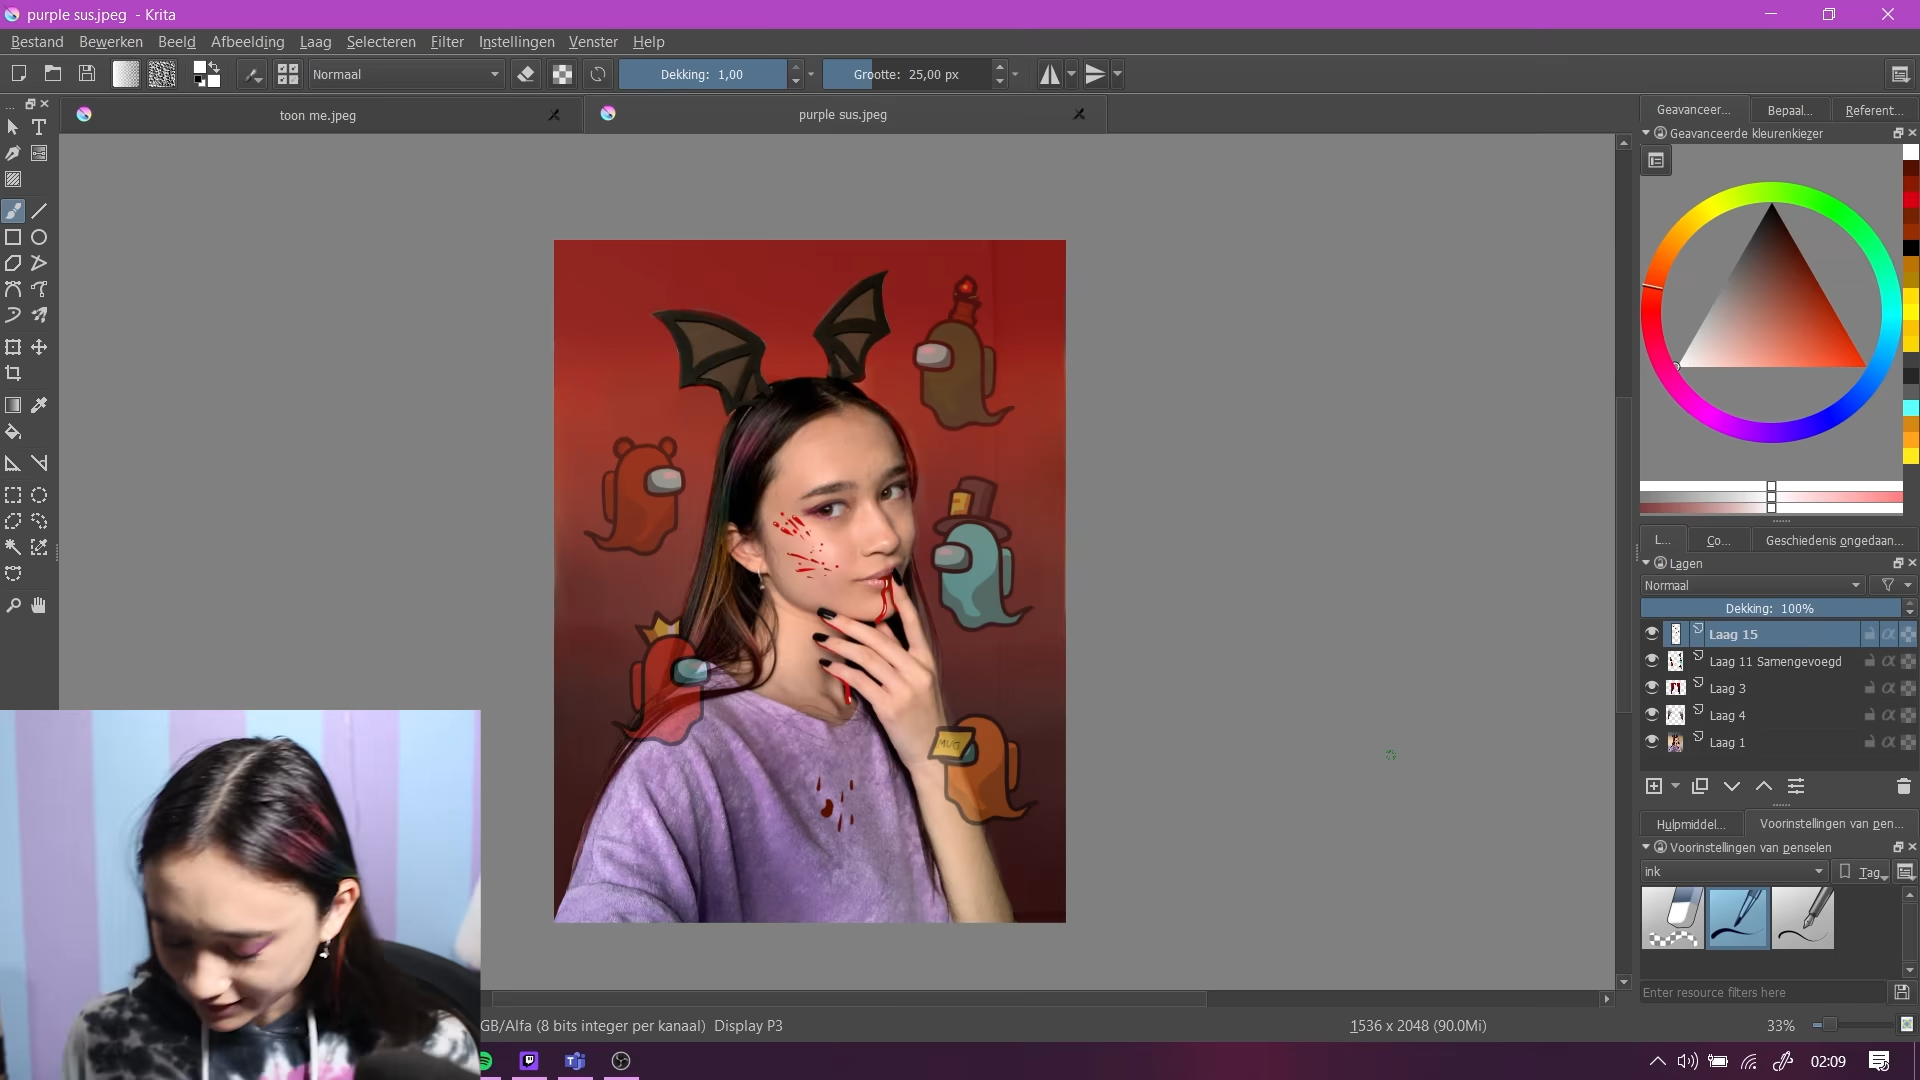 purple sus.jpeg - Krita
Bestand Bewerken Beeld Afbeelding Laag Selecteren Filter Instellingen Venster Help
Normaal
Dekking: 1,00
Grootte: 25,00 px
...
toon me.jpeg
purple sus.jpeg
Geavanceer...
Bepaal...
Referent...
Geavanceerde kleurenkiezer
L...
Co...
Geschiedenis ongedaan...
Lagen
Normaal
Dekking: 100%
Laag 15
Laag 11 Samengevoegd
Laag 3
Laag 4
Laag 1
Hulpmiddel...
Voorinstellingen van pen...
Voorinstellingen van penselen
ink
Tag
Enter resource filters here
MUG
GB/Alfa (8 bits integer per kanaal) Display P3
1536 x 2048 (90.0Mi)
33%
02:09